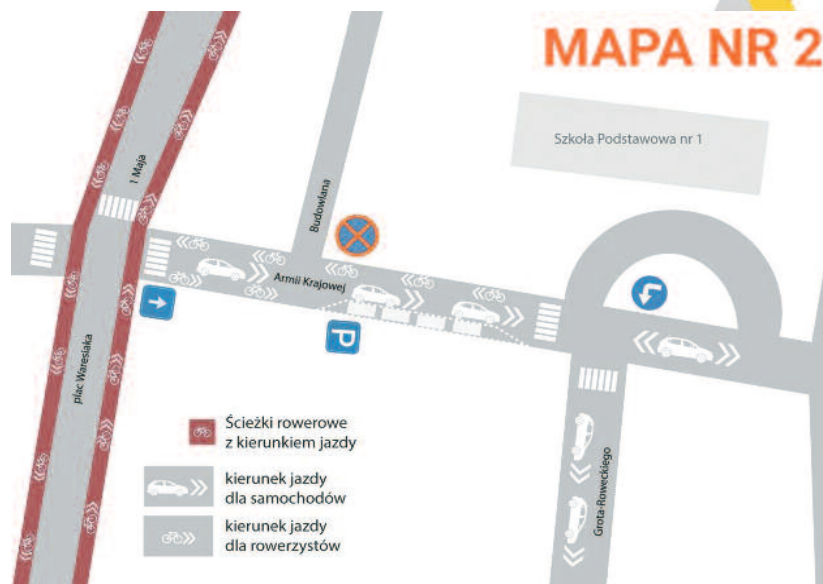 MAPA NR 2
Szkoła Podstawowa nr 1
1 Maja
Budowlana
Armii Krajowej
P
plac Waresiaka
Grota-Roweckiego
Ścieżki rowerowe
z kierunkiem jazdy
kierunek jazdy
dla samochodów
kierunek jazdy
dla rowerzystów